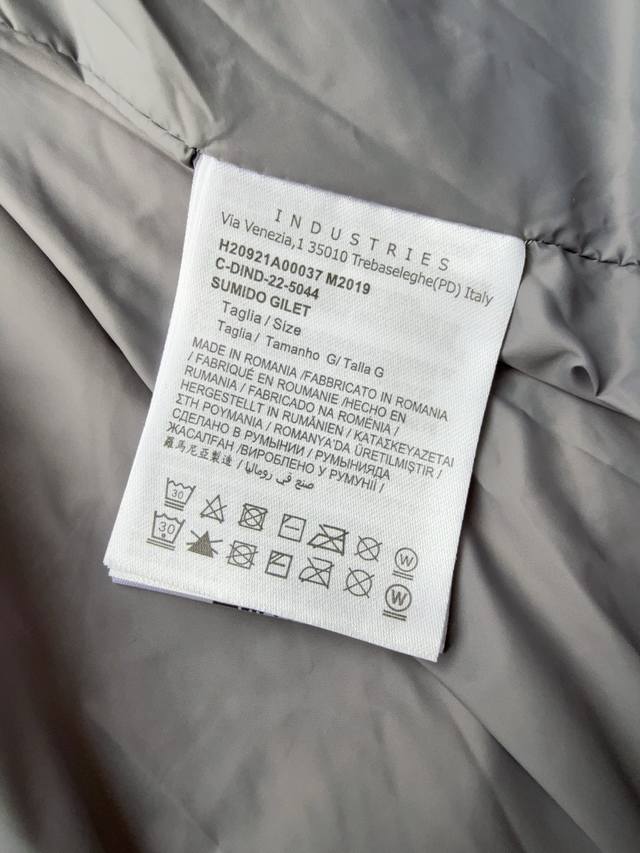 INDUSTRIES
Via Venezia,1 35010 Trebaseleghe(PD) Italy
H20921A00037 M2019
C-DIND-22-5044
SUMIDO GILET
Taglia / Size
Taglia / Tamanho G/ Talla G
MADE IN ROMANIA /FABBRICATO IN ROMANIA
/ FABRIQUÉ EN ROUMANIE /HECHO EN
RUMANIA / FABRICADO NA ROMÉNIA /
HERGESTELLT IN RUMÄNIEN / ΚΑΤΑΣΚΕΥΑΖΕΤΑΙ
ΣΤΗ ΡΟΥΜΑΝΙΑ / ROMANYA'DA ÜRETILMIŞTIR /
СДЕЛАНО В РУМЫНИИ / РУМЫНИЯДА
ЖАСАЛҒАН /ВИРОБЛЕНО У РУМУНІЇ /
羅馬尼亞製造 / صنع في رومانيا /
30 W
30 W